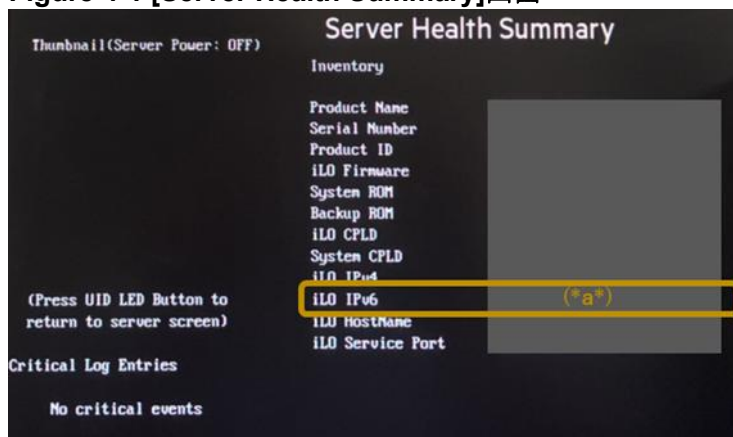 Figure [Server Health Summary]
Thumbnail(Server Power: OFF)
Server Health Summary
Inventory
Product Name
Serial Number
Product ID
iLO Firmware
System ROM
Backup ROM
iLO CPLD
System CPLD
iLO IPv4
iLO IPv6 (*a*)
iLO HostName
iLO Service Port
(Press UID LED Button to
return to server screen)
Critical Log Entries
No critical events